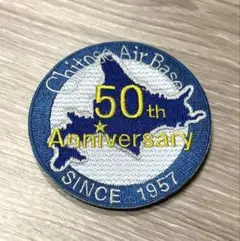 Chitose Air Base
50th
Anniversary
SINCE 1957